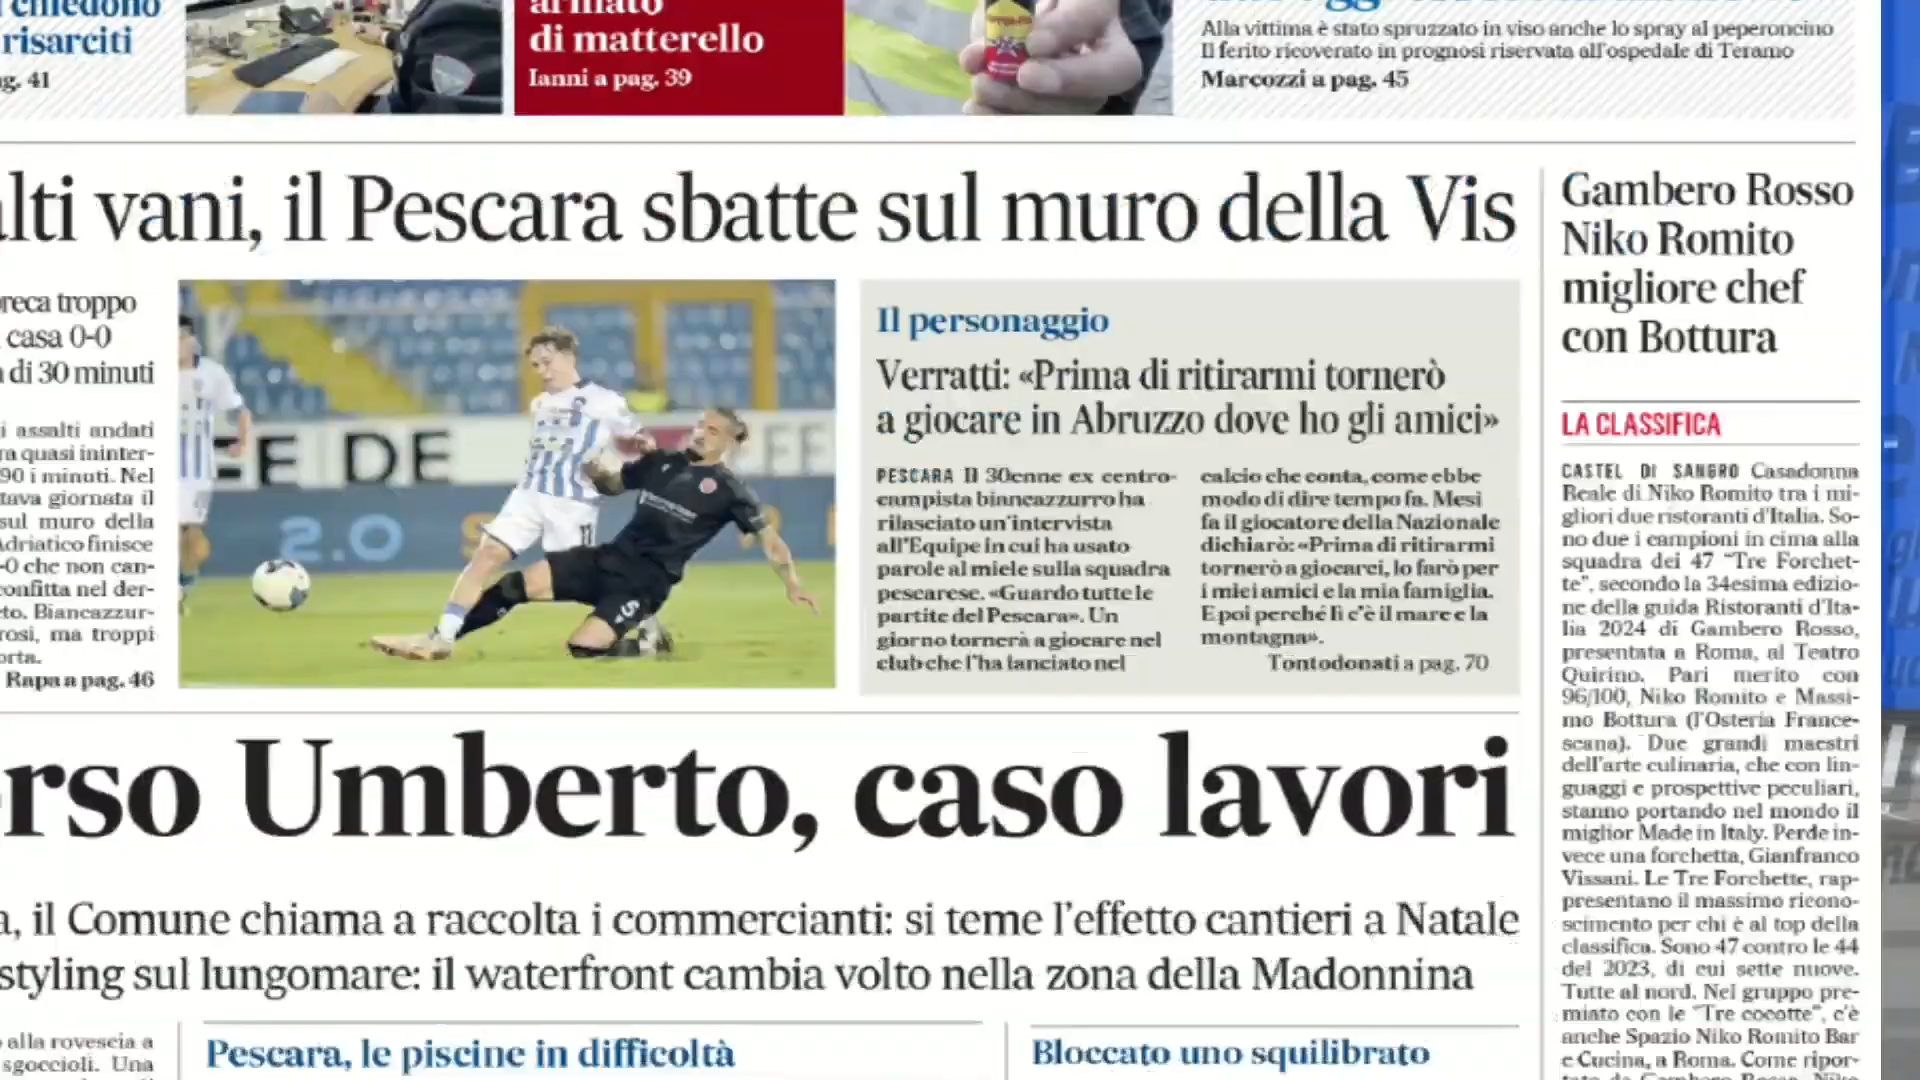 chiedono
risarciti
ag. 41
armato
di matterello
Ianni a pag. 39
Alla vittima è stato spruzzato in viso anche lo spray al peperoncino
Il ferito ricoverato in prognosi riservata all'ospedale di Teramo
Marcozzi a pag. 45
alti vani, il Pescara sbatte sul muro della Vis
troppo
casa 0-0
di 30 minuti
i assalti andati
ra quasi ininter-
90 i minuti. Nel
tava giornata il
sul muro della
Adriatico finisce
-0 che non can-
confitta nel der-
eto. Biancazzur-
rosi, ma troppi
orta.
Rapa a pag. 46
EE DE
FE
2.0
11
5
Il personaggio
Verratti: «Prima di ritirarmi tornerò
a giocare in Abruzzo dove ho gli amici»
PESCARA Il 30enne ex centro-
campista biancazzurro ha
rilasciato un'intervista
all'Equipe in cui ha usato
parole al miele sulla squadra
pescarese. «Guardo tutte le
partite del Pescara». Un
giorno tornerà a giocare nel
club che l'ha lanciato nel
calcio che conta, come ebbe
modo di dire tempo fa. Mesi
fa il giocatore della Nazionale
dichiarò: «Prima di ritirarmi
tornerò a giocarci, lo farò per
i miei amici e la mia famiglia.
E poi perché lì c'è il mare e la
montagna».
Tontodonati a pag. 70
Gambero Rosso
Niko Romito
migliore chef
con Bottura
LA CLASSIFICA
CASTEL DI SANGRO Casadonna
Reale di Niko Romito tra i mi-
gliori due ristoranti d'Italia. So-
no due i campioni in cima alla
squadra dei 47 "Tre Forchet-
te", secondo la 34esima edizio-
ne della guida Ristoranti d'Ita-
lia 2024 di Gambero Rosso,
presentata a Roma, al Teatro
Quirino. Pari merito con
96/100, Niko Romito e Massi-
mo Bottura (l'Osteria France-
scana). Due grandi maestri
dell'arte culinaria, che con lin-
guaggi e prospettive peculiari,
stanno portando nel mondo il
miglior Made in Italy. Perde in-
vece una forchetta, Gianfranco
Vissani. Le Tre Forchette, rap-
presentano il massimo ricono-
scimento per chi è al top della
classifica. Sono 47 contro le 44
del 2023, di cui sette nuove.
Tutte al nord. Nel gruppo pre-
miato con le "Tre cocotte", c'è
anche Spazio Niko Romito Bar
e Cucina, a Roma. Come ripor-
orso Umberto, caso lavori
a, il Comune chiama a raccolta i commercianti: si teme l'effetto cantieri a Natale
styling sul lungomare: il waterfront cambia volto nella zona della Madonnina
alla rovescia a
sgoccioli. Una
Pescara, le piscine in difficoltà
Bloccato uno squilibrato